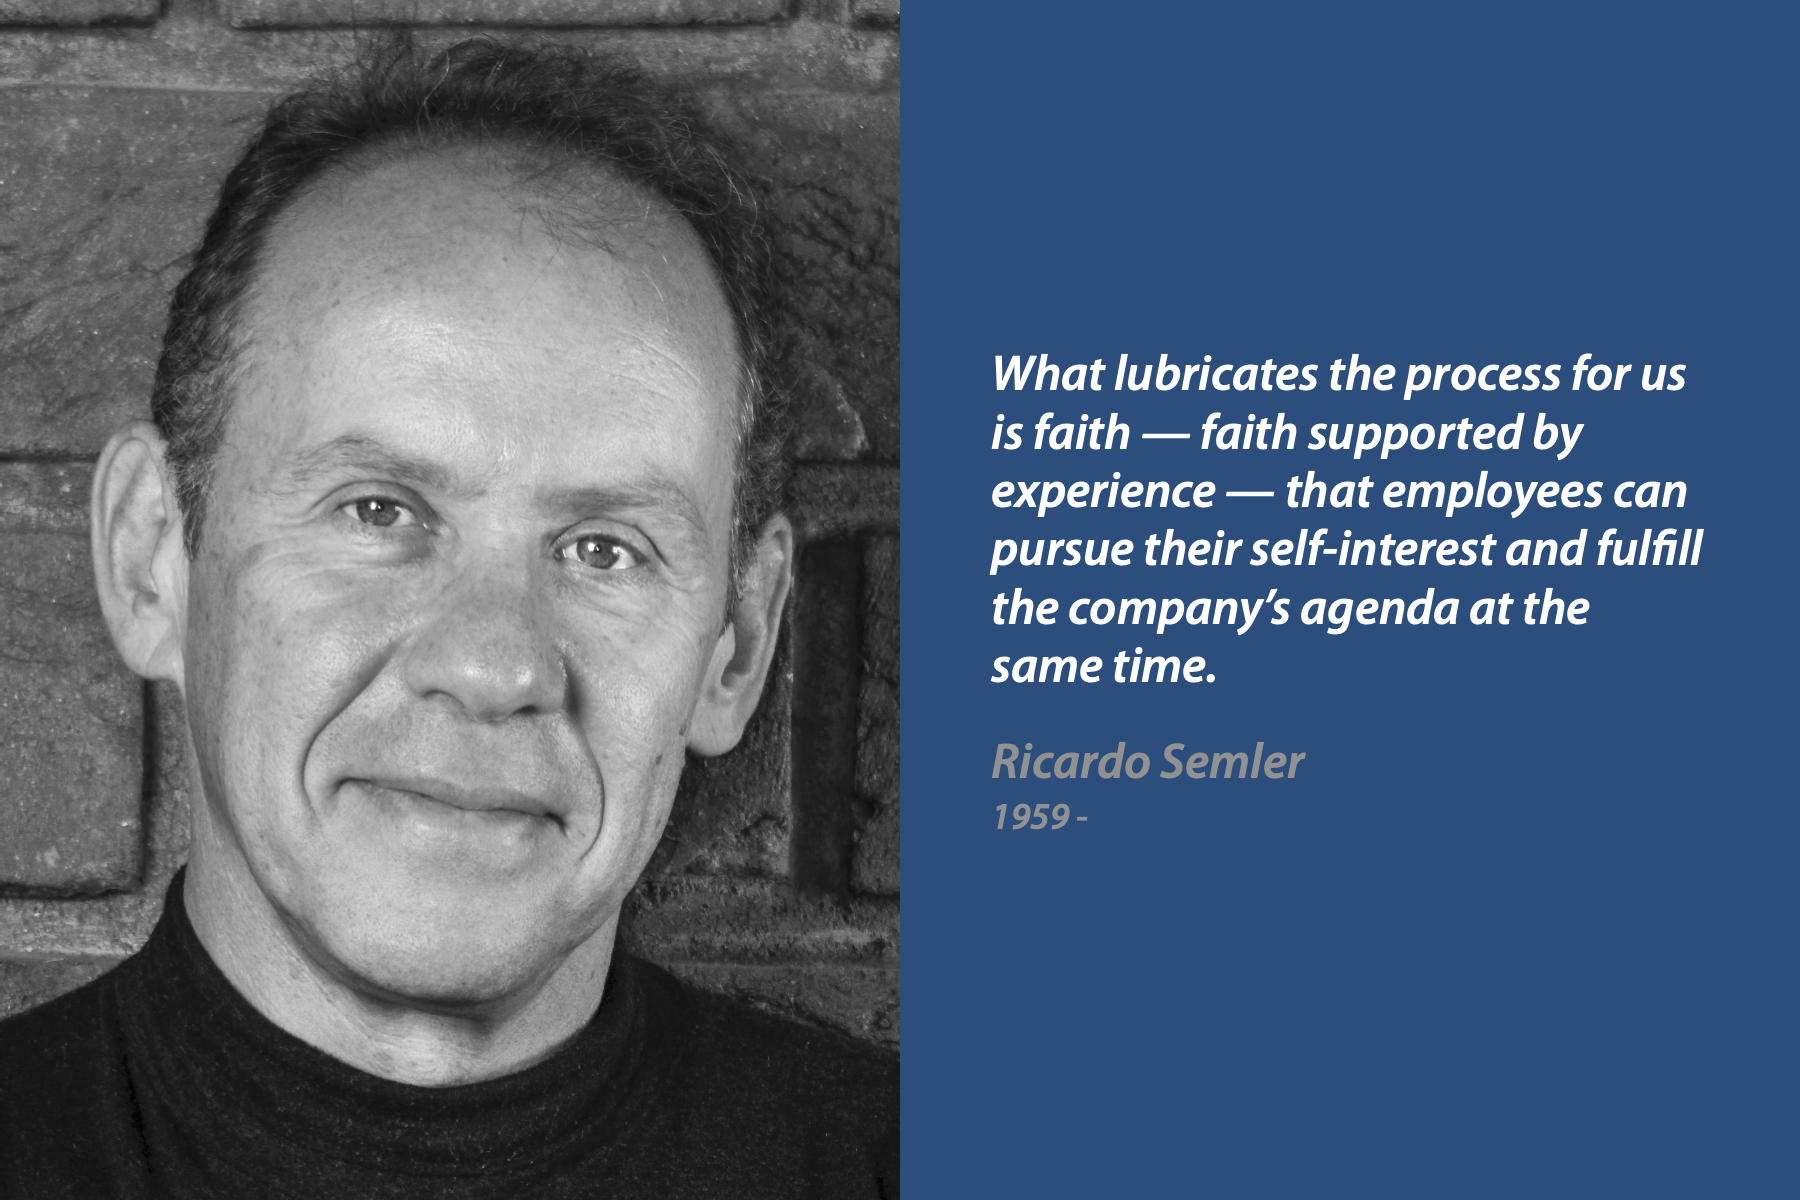 What lubricates the process for us
is faith — faith supported by
experience — that employees can
pursue their self-interest and fulfill
the company’s agenda at the
same time.
Ricardo Semler
1959 -